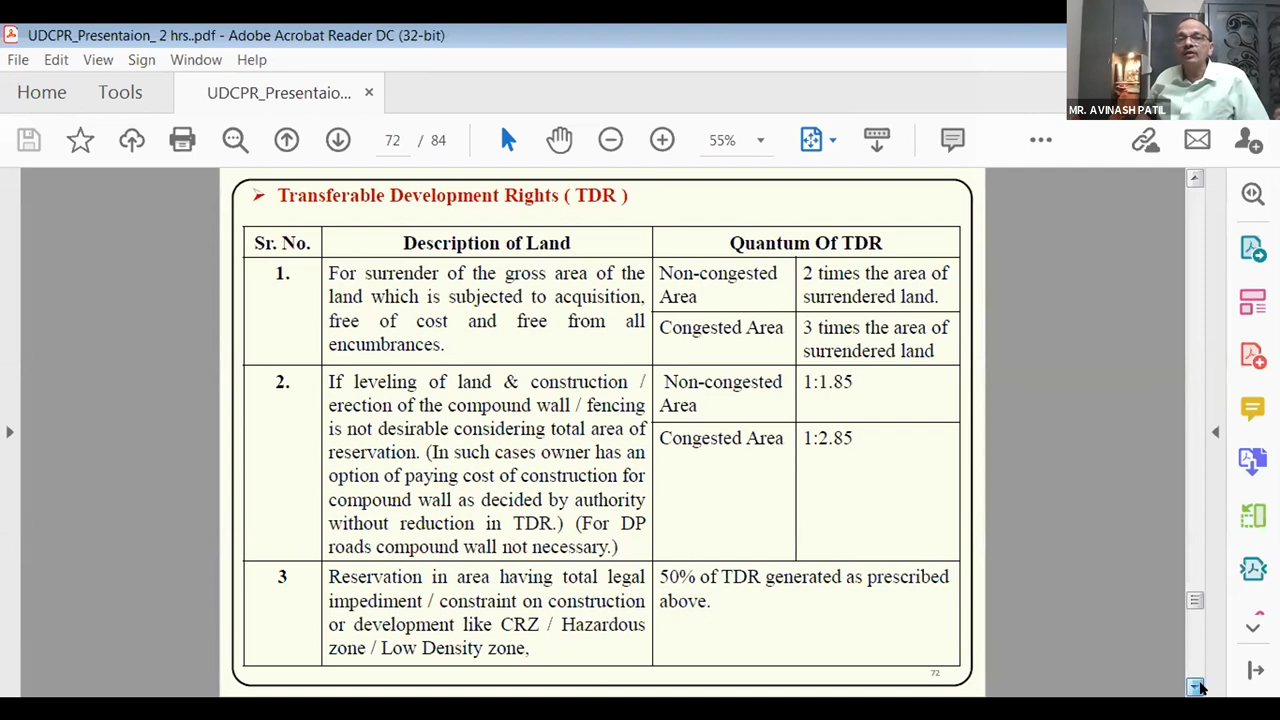 UDCPR_Presentaion_ 2 hrs..pdf - Adobe Acrobat Reader DC (32-bit)
File Edit View Sign Window Help
Home Tools UDCPR_Presentaio... ×
72 / 84 55%
MR. AVINASH PATIL
Transferable Development Rights ( TDR )
Sr. No. Description of Land Quantum Of TDR
1. For surrender of the gross area of the
land which is subjected to acquisition,
free of cost and free from all
encumbrances.
Non-congested
Area
2 times the area of
surrendered land.
Congested Area
3 times the area of
surrendered land
2. If leveling of land & construction /
erection of the compound wall / fencing
is not desirable considering total area of
reservation. (In such cases owner has an
option of paying cost of construction for
compound wall as decided by authority
without reduction in TDR.) (For DP
roads compound wall not necessary.)
Non-congested
Area
1:1.85
Congested Area 1:2.85
3 Reservation in area having total legal
impediment / constraint on construction
or development like CRZ / Hazardous
zone / Low Density zone,
50% of TDR generated as prescribed
above.
72